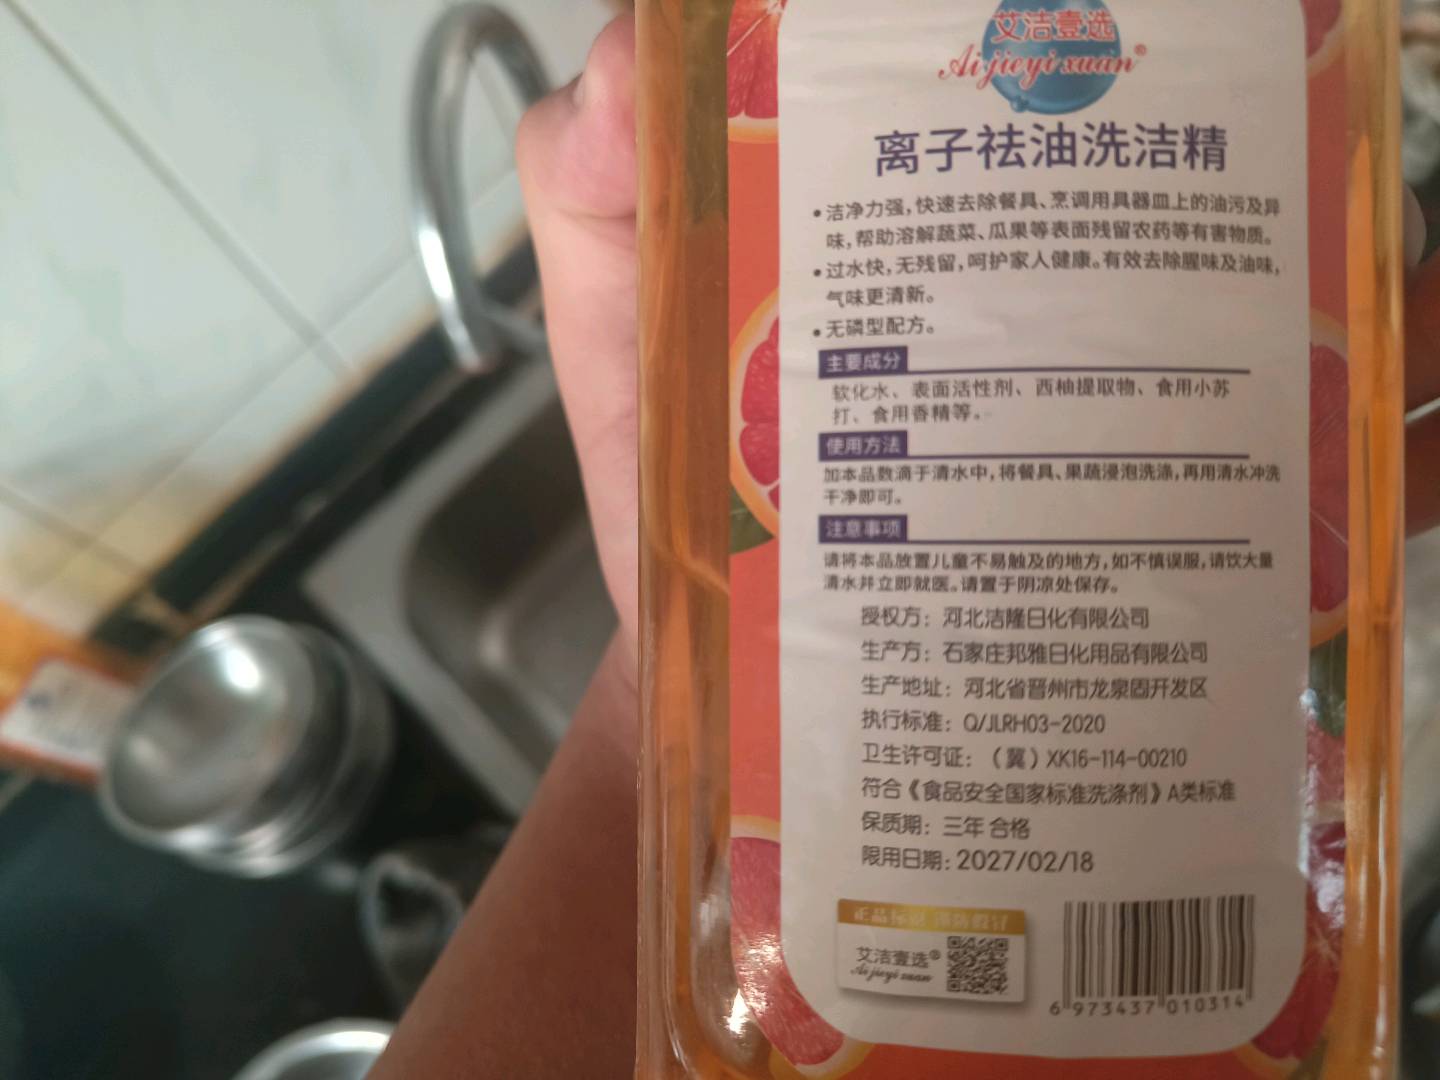 艾洁壹选
Ai jieyi xuan®
离子祛油洗洁精
•洁净力强，快速去除餐具、烹调用具器皿上的油污及异
味，帮助溶解蔬菜、瓜果等表面残留农药等有害物质。
•过水快，无残留，呵护家人健康。有效去除腥味及油味，
气味更清新。
•无磷型配方。
主要成分
软化水、表面活性剂、西柚提取物、食用小苏
打、食用香精等。
使用方法
加本品数滴于清水中，将餐具、果蔬浸泡洗涤，再用清水冲洗
干净即可。
注意事项
请将本品放置儿童不易触及的地方，如不慎误服，请饮大量
清水并立即就医。请置于阴凉处保存。
授权方：河北洁隆日化有限公司
生产方：石家庄邦雅日化用品有限公司
生产地址：河北省晋州市龙泉固开发区
执行标准：Q/JLRH03-2020
卫生许可证：（冀）XK16-114-00210
符合《食品安全国家标准洗涤剂》A类标准
保质期：三年 合格
限用日期：2027/02/18
正品标识 谨防假冒
艾洁壹选®
Ai jieyi xuan
6 973437 010314